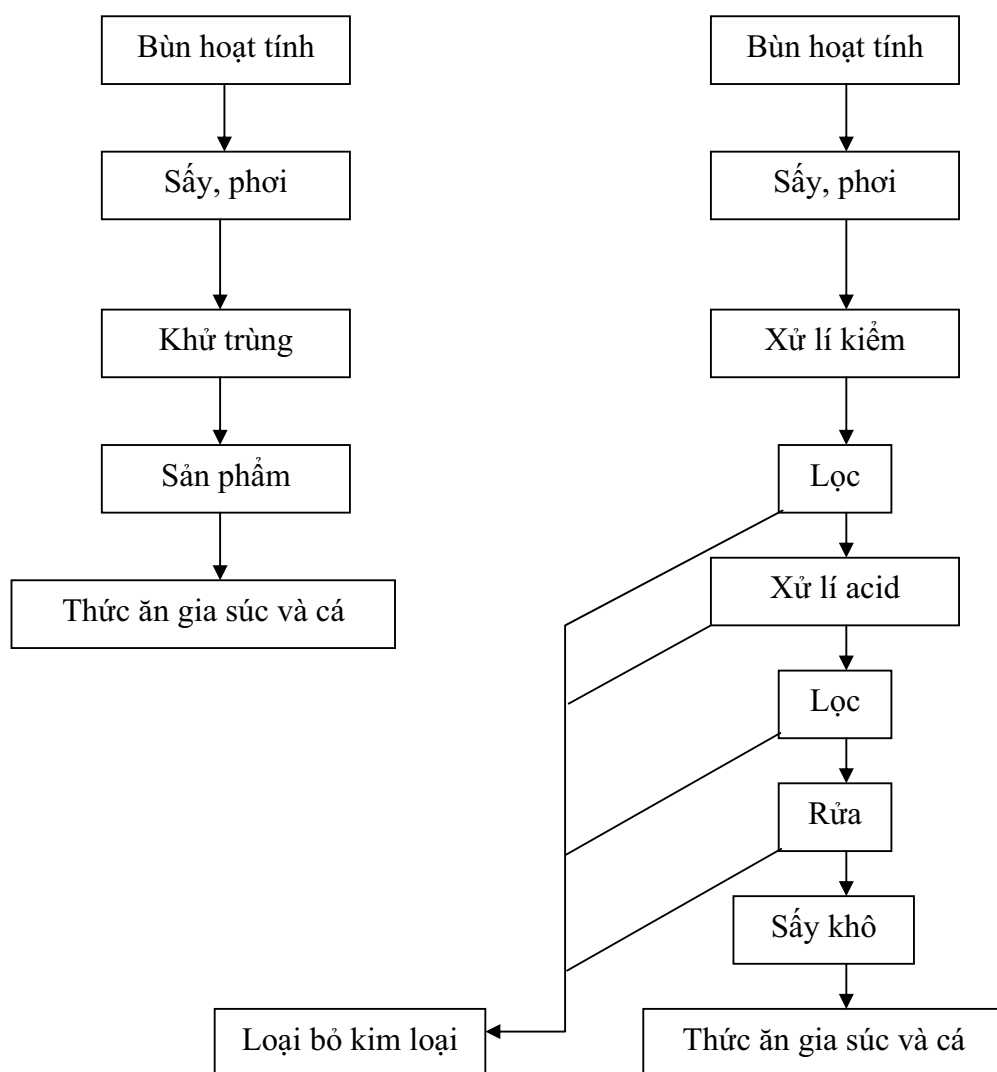 Bùn hoạt tính
Sấy, phơi
Khử trùng
Sản phẩm
Thức ăn gia súc và cá
Bùn hoạt tính
Sấy, phơi
Xử lí kiểm
Lọc
Xử lí acid
Lọc
Rửa
Sấy khô
Loại bỏ kim loại
Thức ăn gia súc và cá